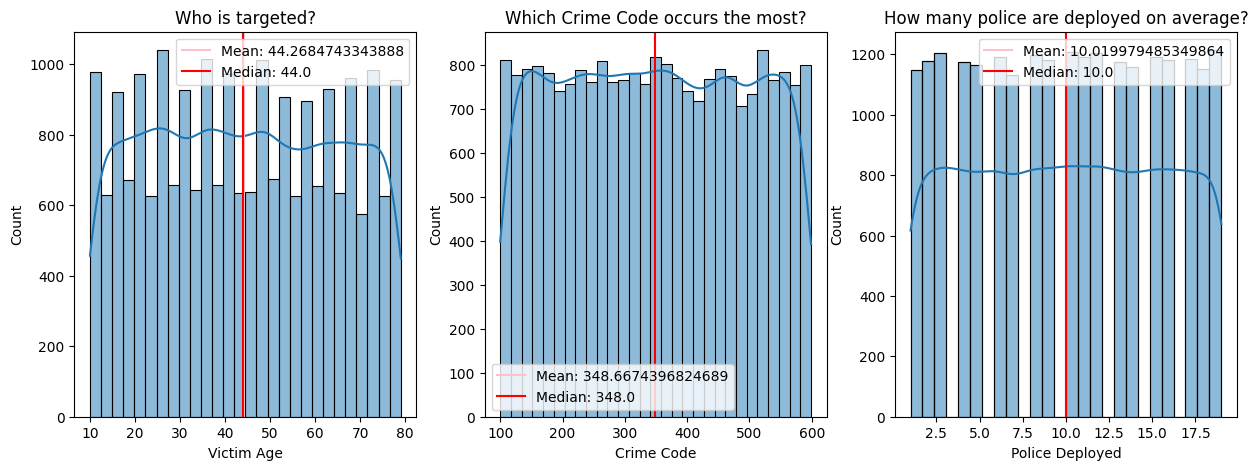 Who is targeted?
Mean: 44.2684743343888
Median: 44.0
Count
0
200
400
600
800
1000
10
20
30
40
50
60
70
80
Victim Age
Which Crime Code occurs the most?
Mean: 348.6674396824689
Median: 348.0
Count
0
100
200
300
400
500
600
700
800
100
200
300
400
500
600
Crime Code
How many police are deployed on average?
Mean: 10.019979485349864
Median: 10.0
Count
0
200
400
600
800
1000
1200
2.5
5.0
7.5
10.0
12.5
15.0
17.5
Police Deployed